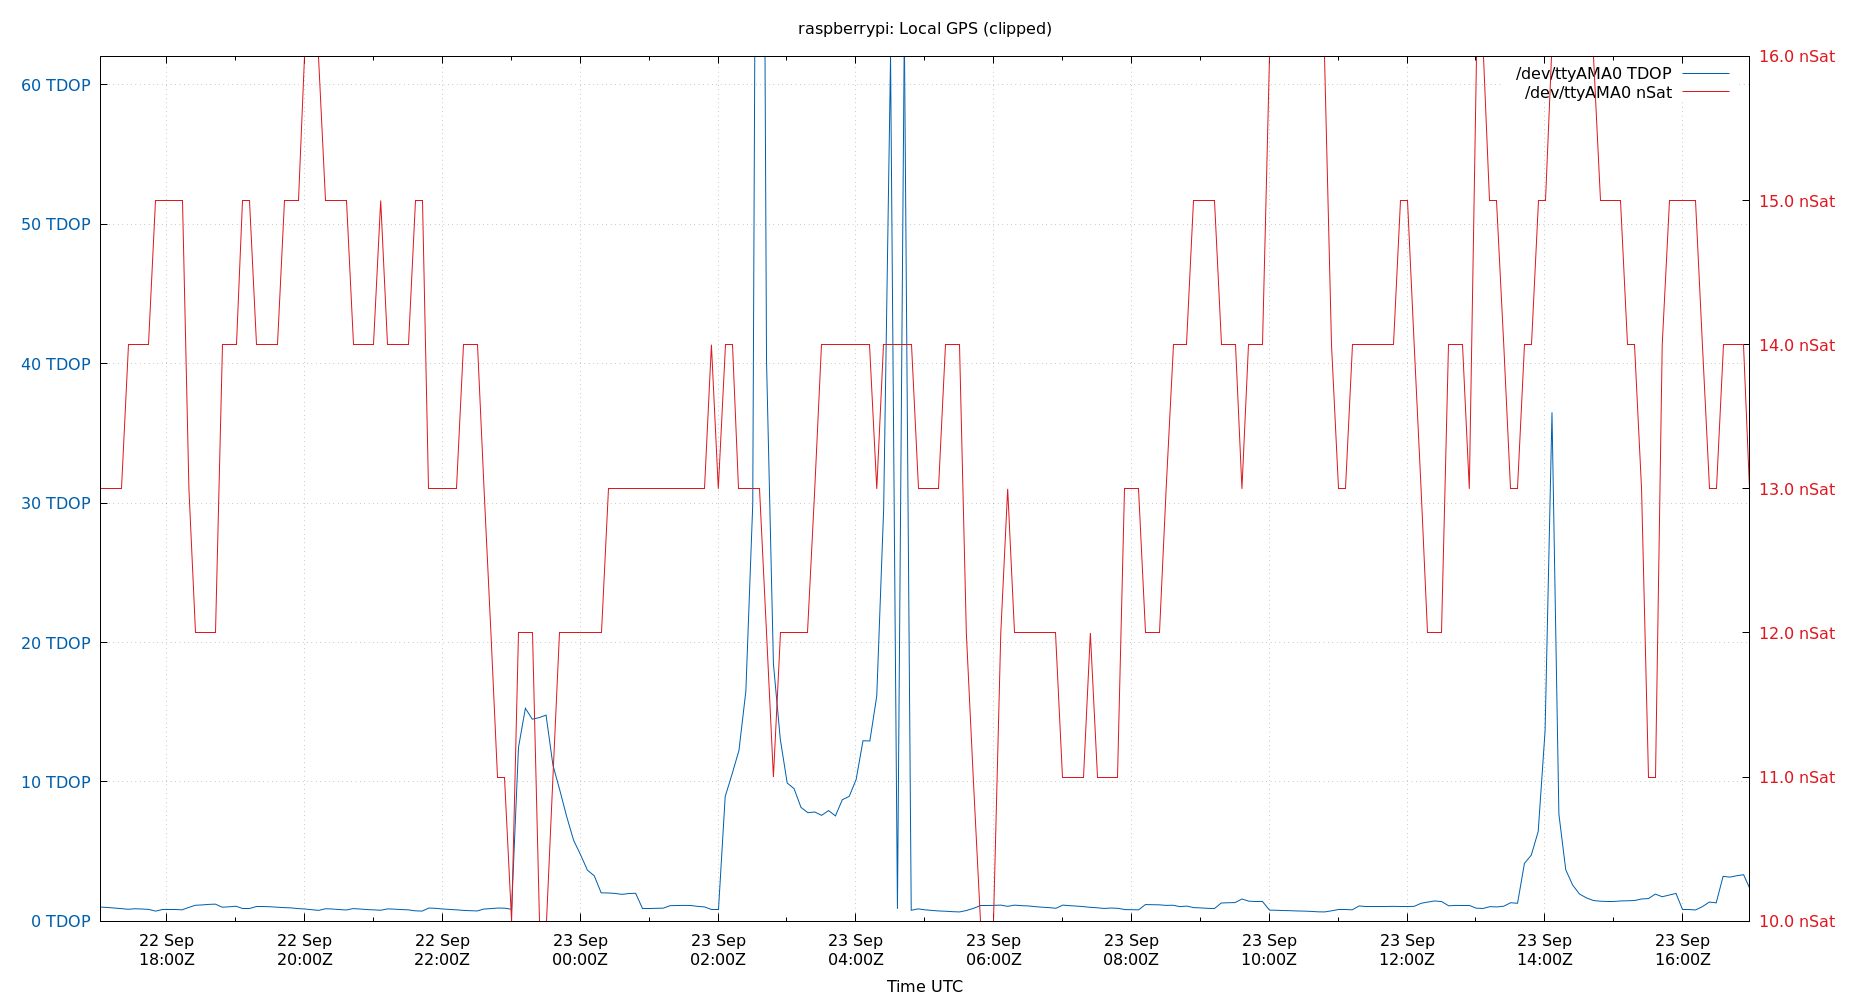 raspberrypi: Local GPS (clipped)
60 TDOP
50 TDOP
40 TDOP
30 TDOP
20 TDOP
10 TDOP
0 TDOP
16.0 nSat
15.0 nSat
14.0 nSat
13.0 nSat
12.0 nSat
11.0 nSat
10.0 nSat
/dev/ttyAMA0 TDOP
/dev/ttyAMA0 nSat
22 Sep
18:00Z
22 Sep
20:00Z
22 Sep
22:00Z
23 Sep
00:00Z
23 Sep
02:00Z
23 Sep
04:00Z
23 Sep
06:00Z
23 Sep
08:00Z
23 Sep
10:00Z
23 Sep
12:00Z
23 Sep
14:00Z
23 Sep
16:00Z
Time UTC